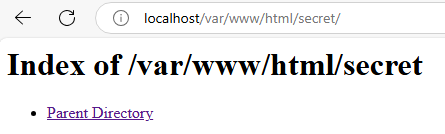 localhost/var/www/html/secret/
Index of /var/www/html/secret
• Parent Directory